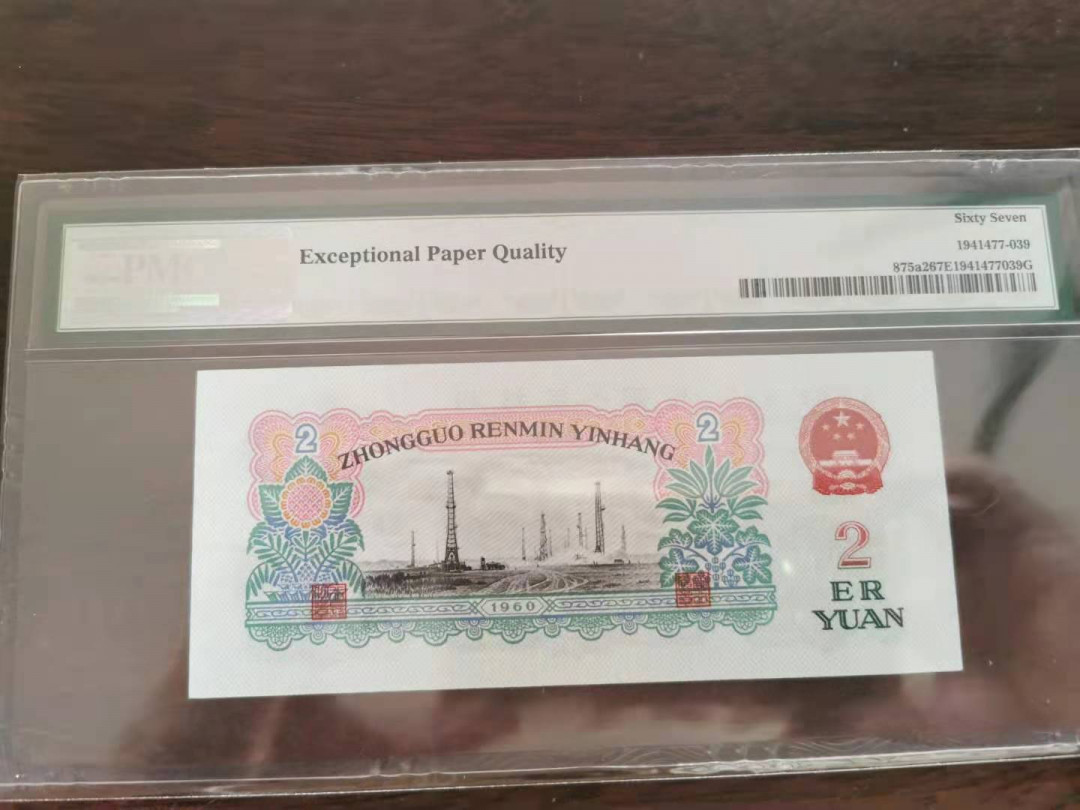 Sixty Seven
PMG
Exceptional Paper Quality
1941477-039
875a267E1941477039G
2
2
ZHONGGUO RENMIN YINHANG
2
1960
ER
YUAN